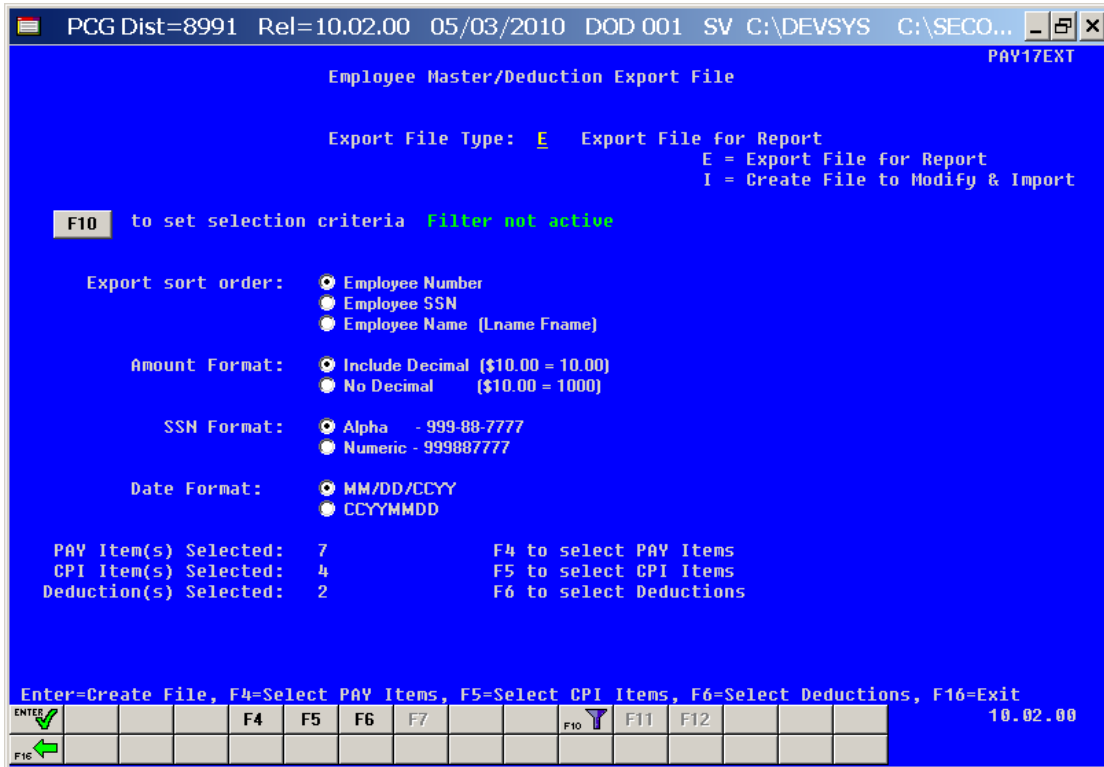 PCG Dist=8991 Rel=10.02.00 05/03/2010 DOD 001 SV C:\DEVSYS C:\SECO...
PAY17EXT
Employee Master/Deduction Export File
Export File Type: E Export File for Report
E = Export File for Report
I = Create File to Modify & Import
F10 to set selection criteria Filter not active
Export sort order: Employee Number
Employee SSN
Employee Name (Lname Fname)
Amount Format: Include Decimal ($10.00 = 10.00)
No Decimal ($10.00 = 1000)
SSN Format: Alpha - 999-88-7777
Numeric - 999887777
Date Format: MM/DD/CCYY
CCYYMMDD
PAY Item(s) Selected: 7 F4 to select PAY Items
CPI Item(s) Selected: 4 F5 to select CPI Items
Deduction(s) Selected: 2 F6 to select Deductions
Enter=Create File, F4=Select PAY Items, F5=Select CPI Items, F6=Select Deductions, F16=Exit
ENTER F4 F5 F6 F7 F10 F11 F12 10.02.00
F16